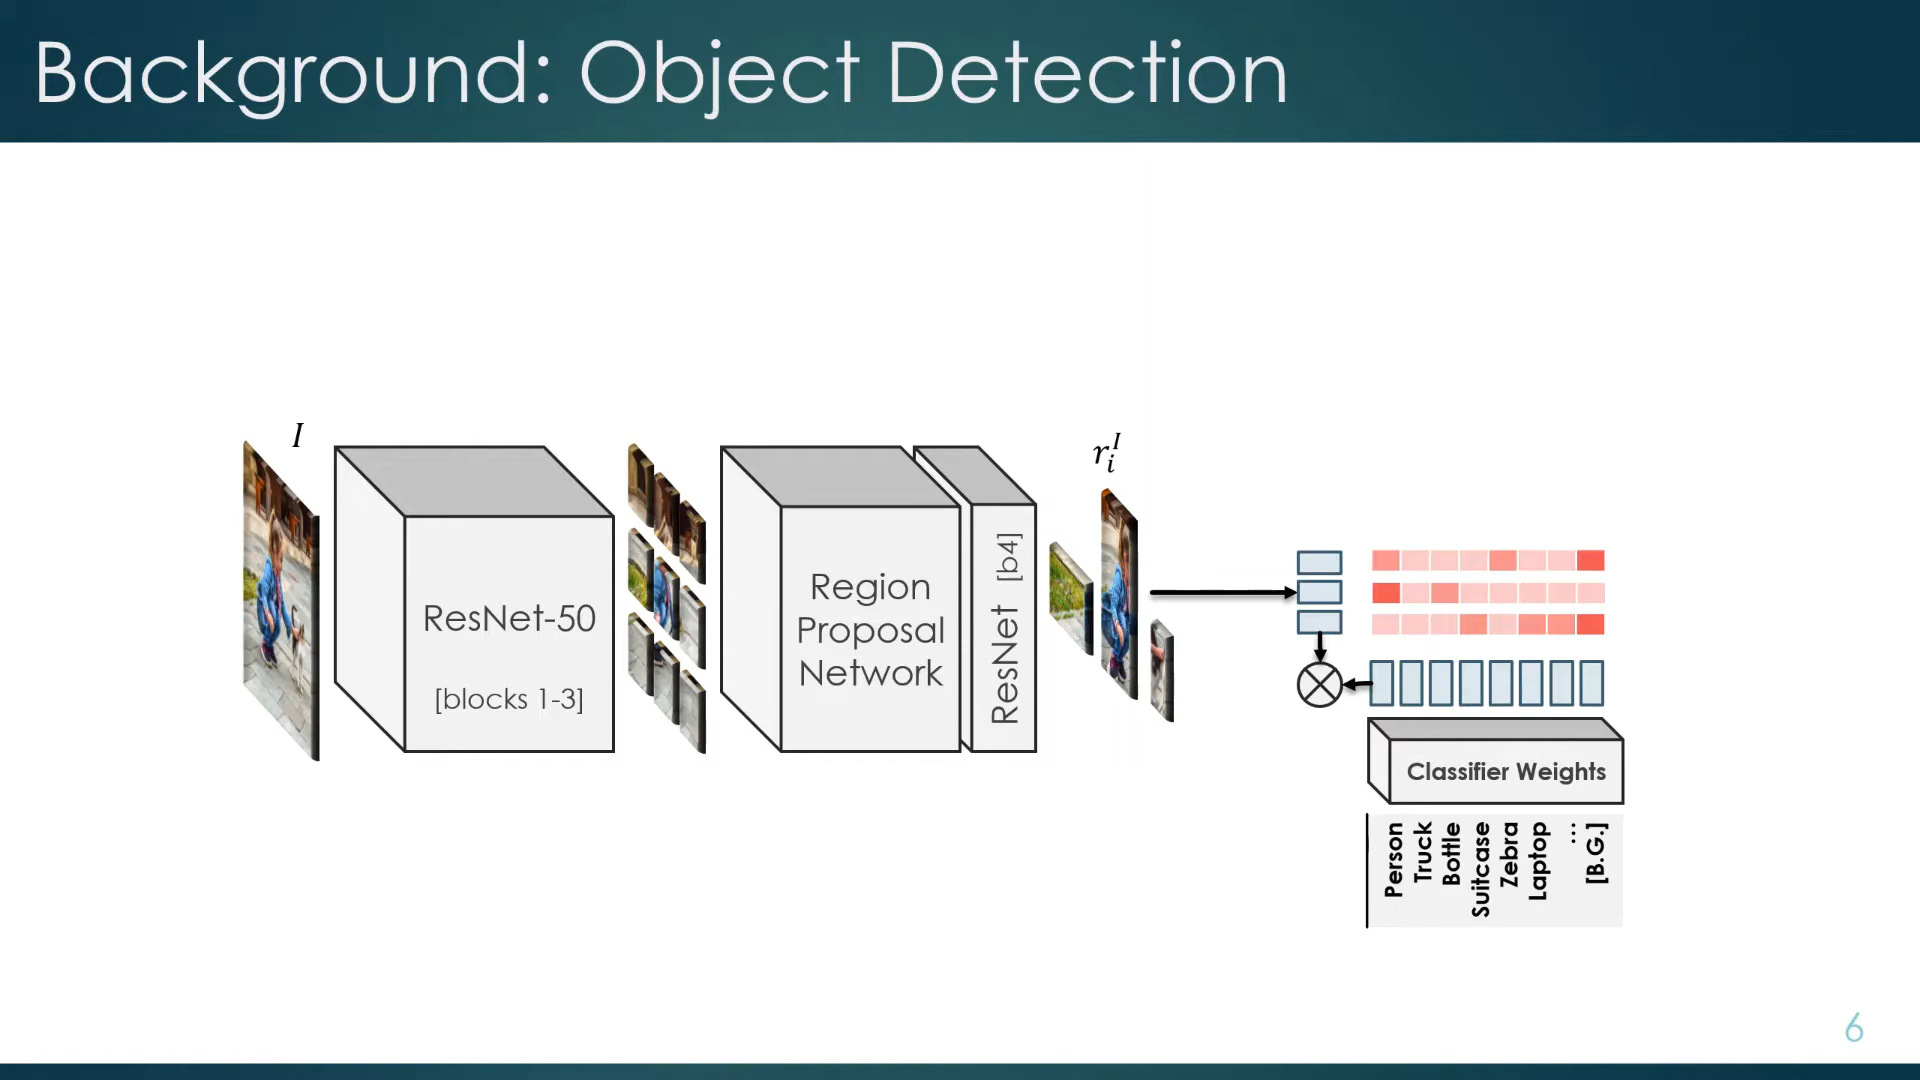 Background: Object Detection
I
ResNet-50
[blocks 1-3]
Region
Proposal
Network
ResNet [b4]
r_i^I
Classifier Weights
Person
Truck
Bottle
Suitcase
Zebra
Laptop
...
[B.G.]
6